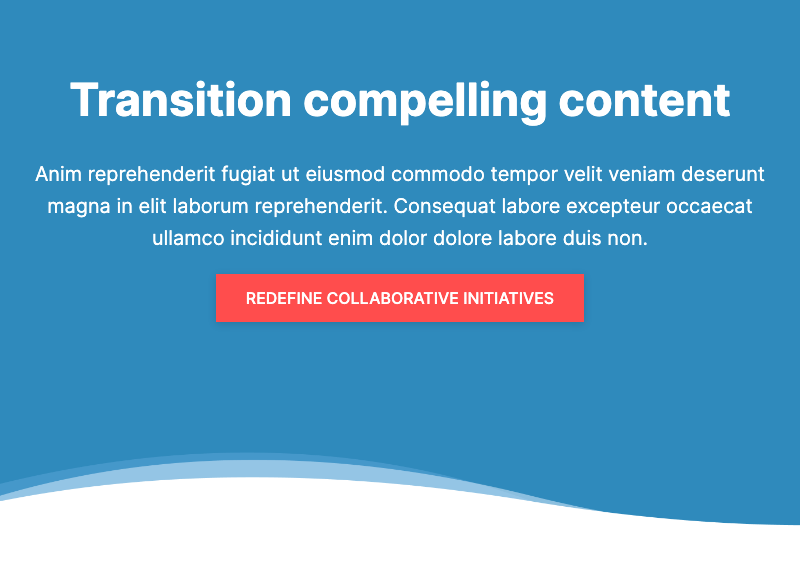 Transition compelling content
Anim reprehenderit fugiat ut eiusmod commodo tempor velit veniam deserunt
magna in elit laborum reprehenderit. Consequat labore excepteur occaecat
ullamco incididunt enim dolor dolore labore duis non.
REDEFINE COLLABORATIVE INITIATIVES